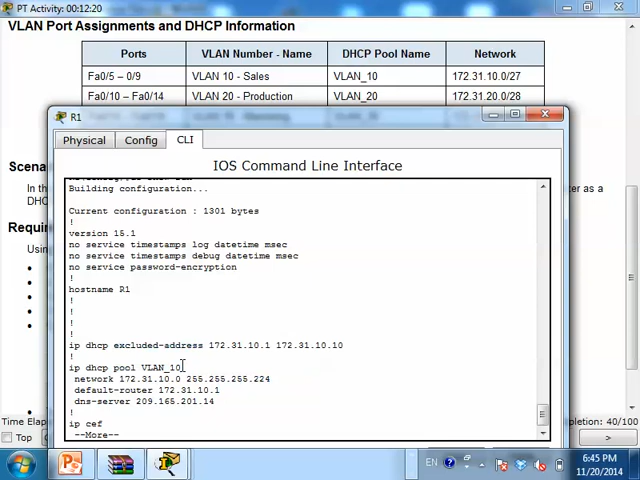 PT Activity: 00:12:20
VLAN Port Assignments and DHCP Information
Ports VLAN Number - Name DHCP Pool Name Network
Fa0/5 – 0/9 VLAN 10 - Sales VLAN_10 172.31.10.0/27
Fa0/10 – Fa0/14 VLAN 20 - Production VLAN_20 172.31.20.0/28
R1
Physical Config CLI
IOS Command Line Interface
Building configuration...
Current configuration : 1301 bytes
!
version 15.1
no service timestamps log datetime msec
no service timestamps debug datetime msec
no service password-encryption
!
hostname R1
!
!
!
!
ip dhcp excluded-address 172.31.10.1 172.31.10.10
!
ip dhcp pool VLAN_10
network 172.31.10.0 255.255.255.224
default-router 172.31.10.1
dns-server 209.165.201.14
!
ip cef
--More--
Scena
In th
ter as a
DHC
Requi
Usin
Time Elap
pletion: 40/100
Top
>
EN
6:45 PM
11/20/2014